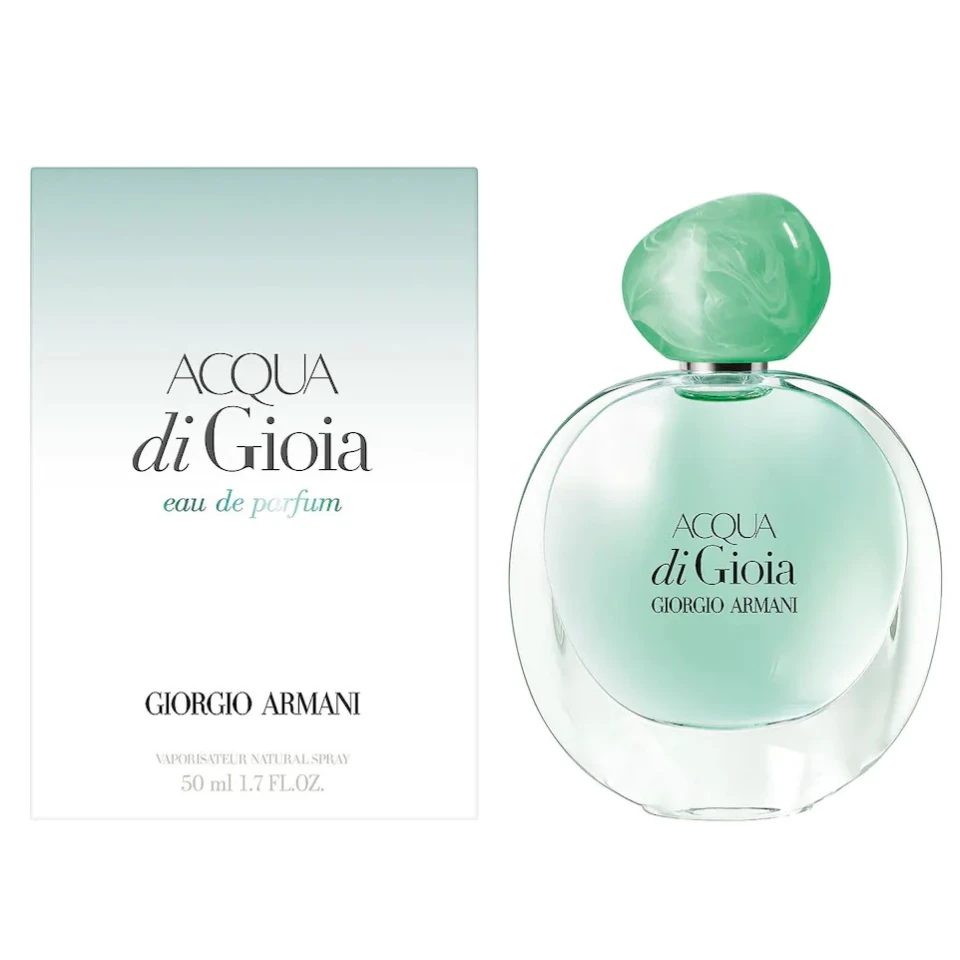 ACQUA
di Gioia
eau de parfum
GIORGIO ARMANI
VAPORISATEUR NATURAL SPRAY
50 ml 1.7 FL.OZ.
ACQUA
di Gioia
GIORGIO ARMANI